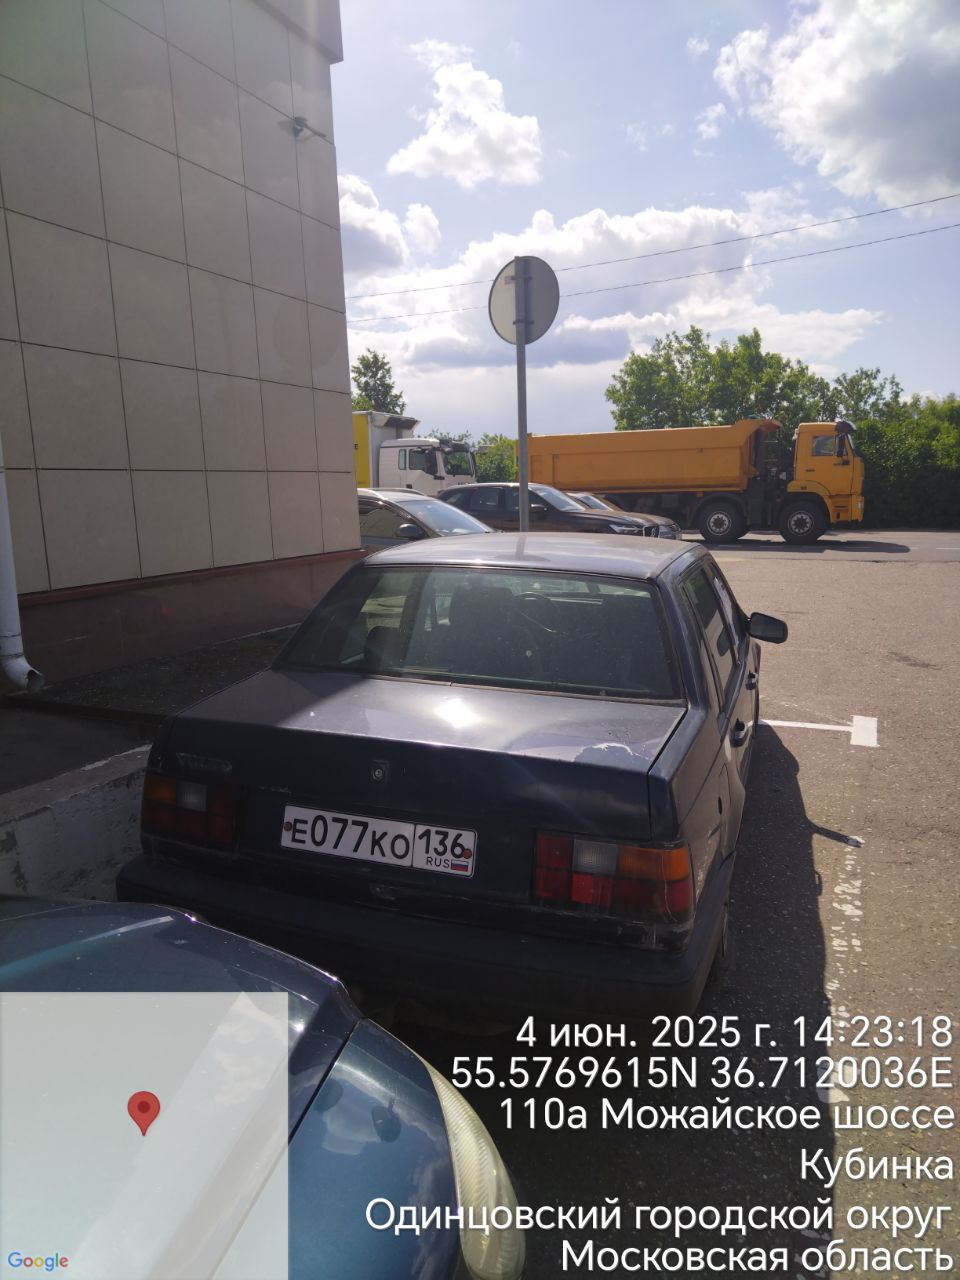 Е077КО 136
RUS
4 июн. 2025 г. 14:23:18
55.5769615N 36.7120036E
110а Можайское шоссе
Кубинка
Одинцовский городской округ
Московская область
Google